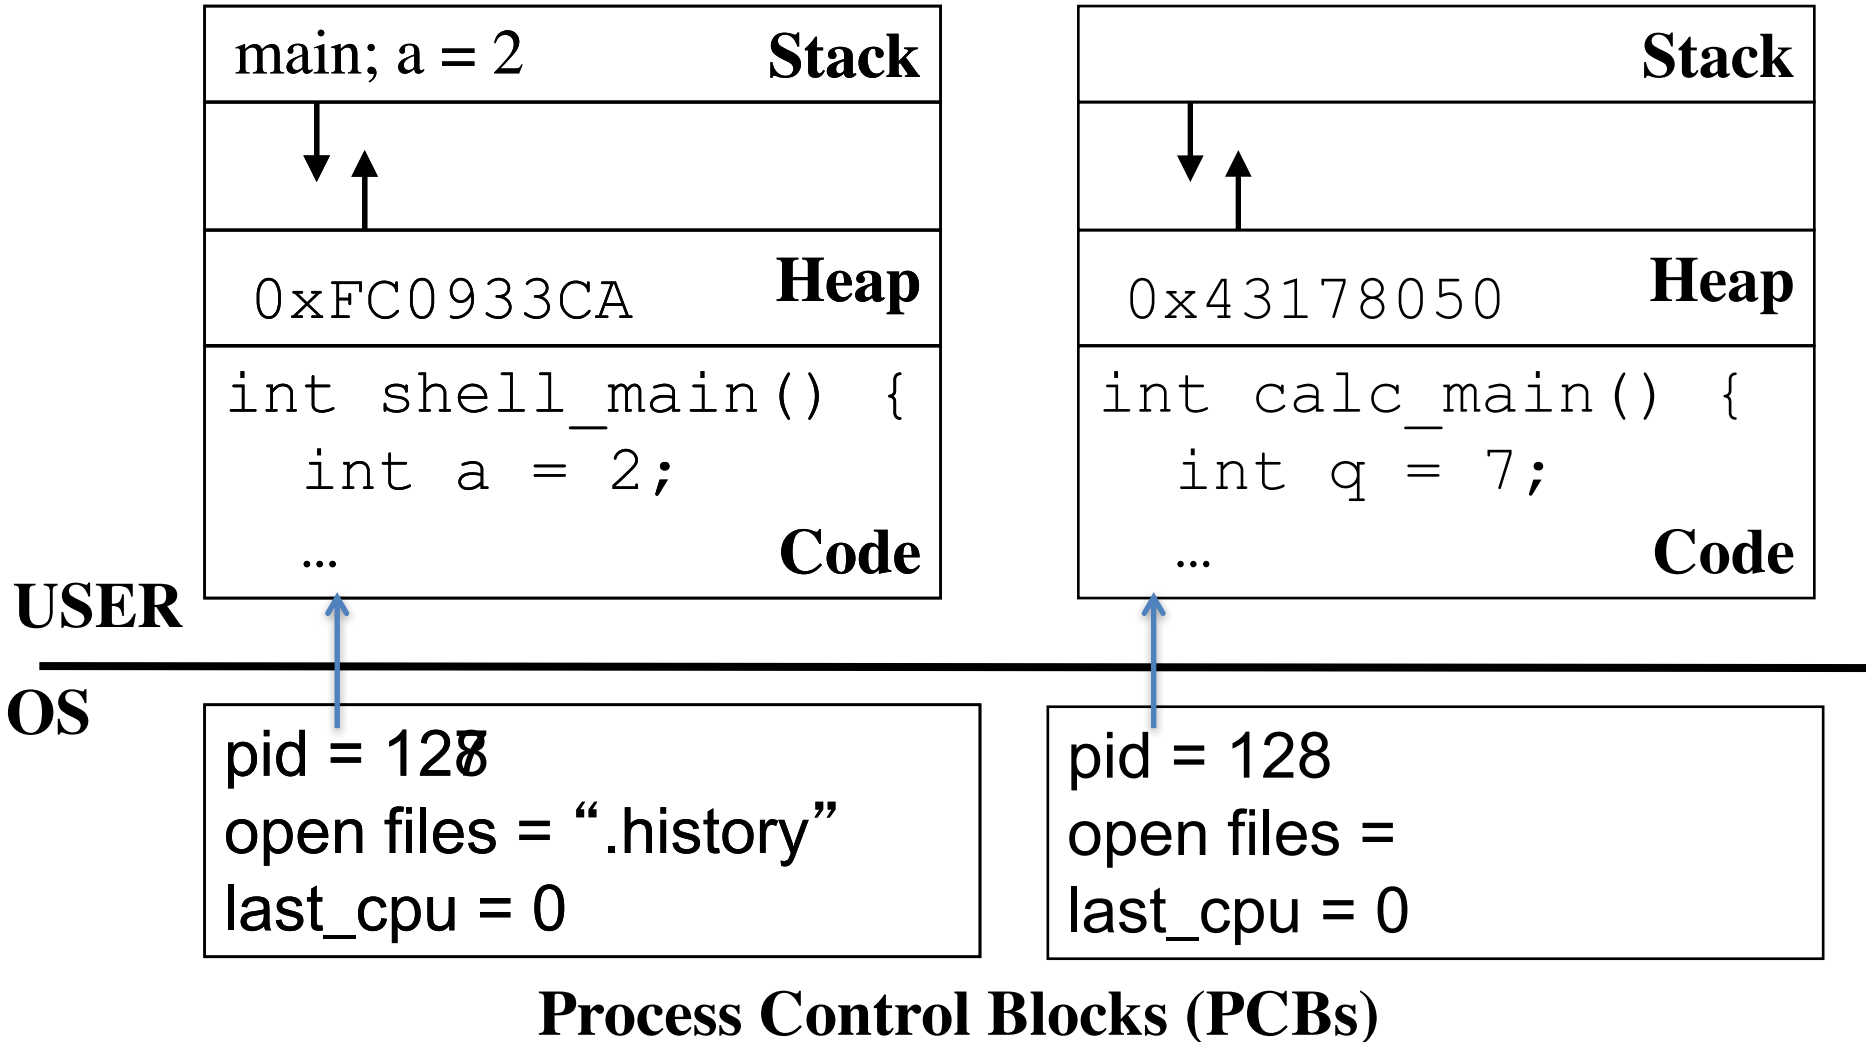 main; a = 2 Stack
0xFC0933CA Heap
int shell_main() {
int a = 2;
… Code
Stack
0x43178050 Heap
int calc_main() {
int q = 7;
… Code
USER
OS
pid =
open files = “.history”
last_cpu = 0
pid = 128
open files =
last_cpu = 0
Process Control Blocks (PCBs)